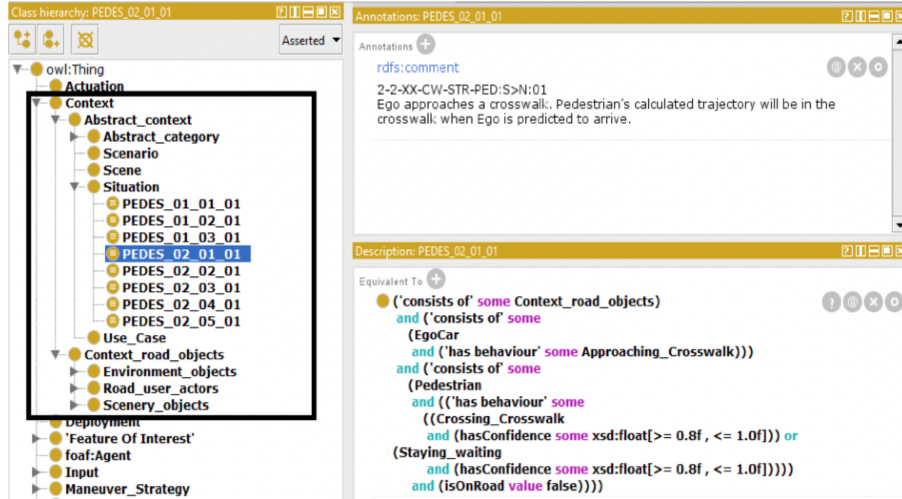 Class hierarchy: PEDES_02_01_01
Asserted
owl:Thing
Actuation
Context
Abstract_context
Abstract_category
Scenario
Scene
Situation
PEDES_01_01_01
PEDES_01_02_01
PEDES_01_03_01
PEDES_02_01_01
PEDES_02_02_01
PEDES_02_03_01
PEDES_02_04_01
PEDES_02_05_01
Use_Case
Context_road_objects
Environment_objects
Road_user_actors
Scenery_objects
Deployment
'Feature Of Interest'
foaf:Agent
Input
Maneuver_Strategy
Annotations: PEDES_02_01_01
Annotations
rdfs:comment
2-2-XX-CW-STR-PED:S>N:01
Ego approaches a crosswalk. Pedestrian's calculated trajectory will be in the
crosswalk when Ego is predicted to arrive.
Description: PEDES_02_01_01
Equivalent To
('consists of' some Context_road_objects)
and ('consists of' some
(EgoCar
and ('has behaviour' some Approaching_Crosswalk)))
and ('consists of' some
(Pedestrian
and (('has behaviour' some
((Crossing_Crosswalk
and (hasConfidence some xsd:float[>= 0.8f , <= 1.0f])) or
(Staying_waiting
and (hasConfidence some xsd:float[>= 0.8f , <= 1.0f]))))
and (isOnRoad value false))))